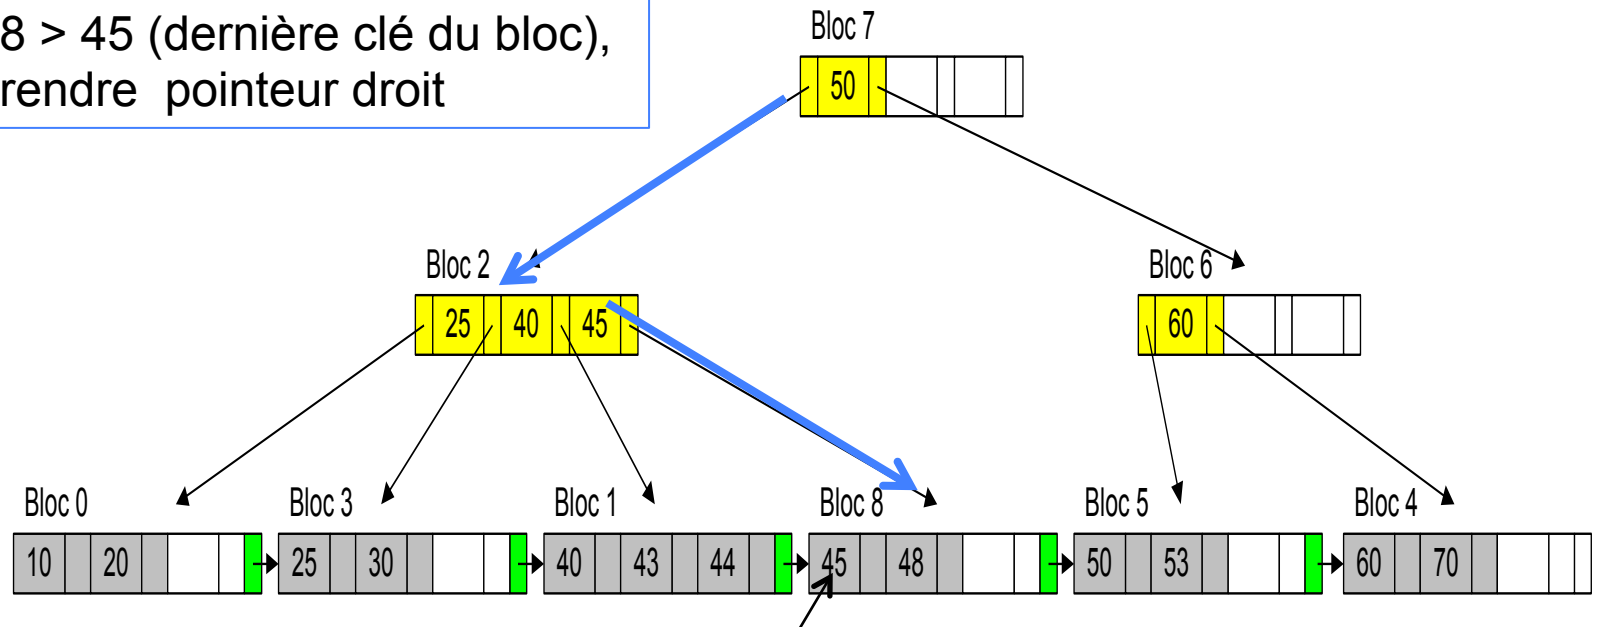 8 > 45 (dernière clé du bloc),
rendre pointeur droit
Bloc 7
50
Bloc 2
25 40 45
Bloc 6
60
Bloc 0
10 20
Bloc 3
25 30
Bloc 1
40 43 44
Bloc 8
45 48
Bloc 5
50 53
Bloc 4
60 70